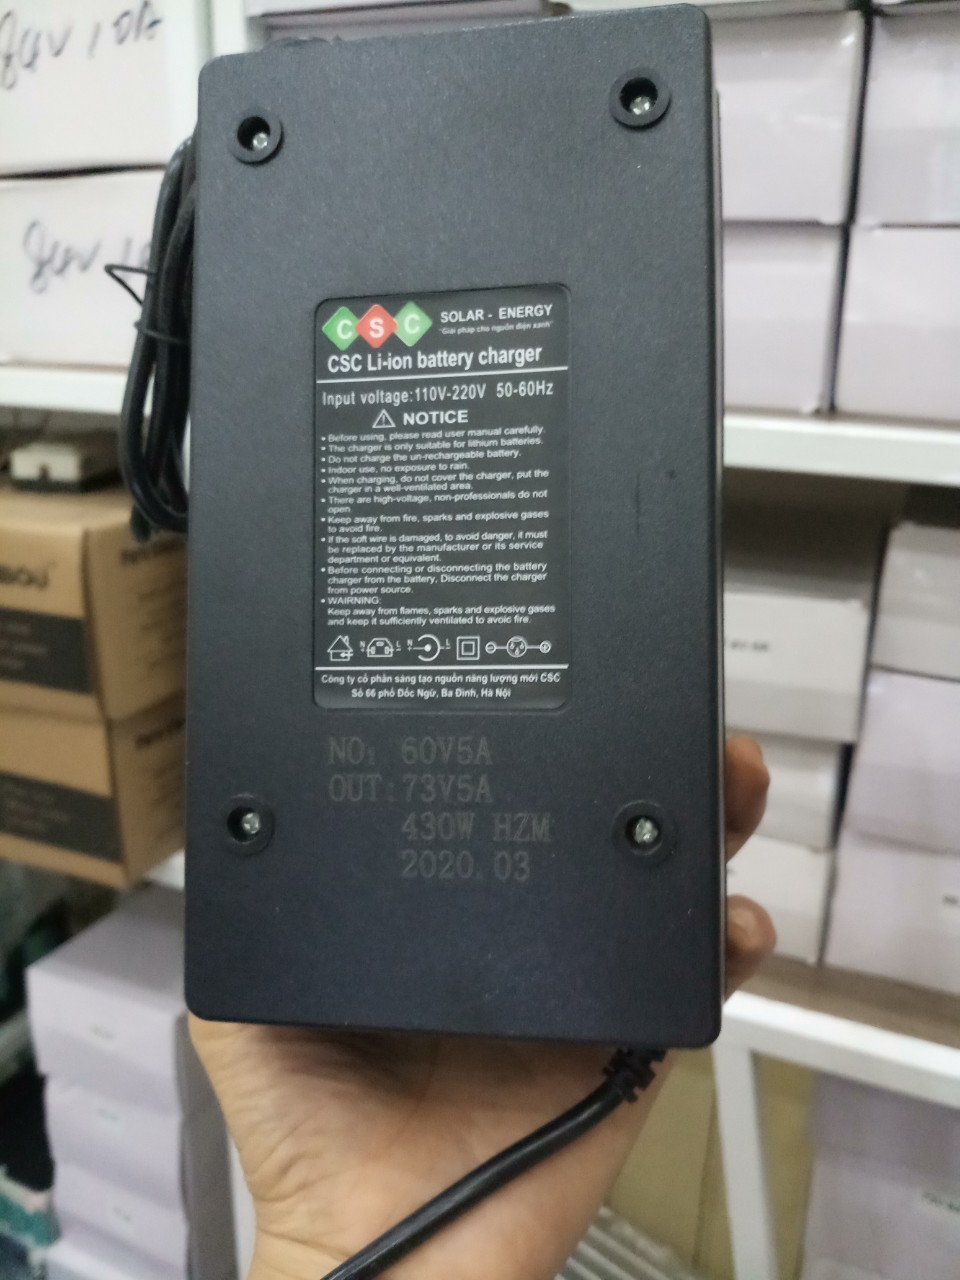 84V 10A
84V
CSC
SOLAR - ENERGY
"Giải pháp cho nguồn điện xanh"
CSC Li-ion battery charger
Input voltage:110V-220V 50-60Hz
NOTICE
• Before using, please read user manual carefully.
• The charger is only suitable for lithium batteries.
• Do not charge the un-rechargeable battery.
• Indoor use, no exposure to rain.
• When charging, do not cover the charger, put the
charger in a well-ventilated area.
• There are high-voltage, non-professionals do not
open
• Keep away from fire, sparks and explosive gases
to avoid fire.
• If the soft wire is damaged, to avoid danger, it must
be replaced by the manufacturer or its service
department or equivalent.
• Before connecting or disconnecting the battery
charger from the battery, Disconnect the charger
from power source.
• WAIRNING:
Keep away from flames, sparks and explosive gases
and keep it sufficiently ventilated to avoic fire.
N L N L
Công ty cổ phần sáng tạo nguồn năng lượng mới CSC
Số 66 phố Đốc Ngữ, Ba Đình, Hà Nội
NO: 60V5A
OUT:73V5A
430W HZM
2020.03